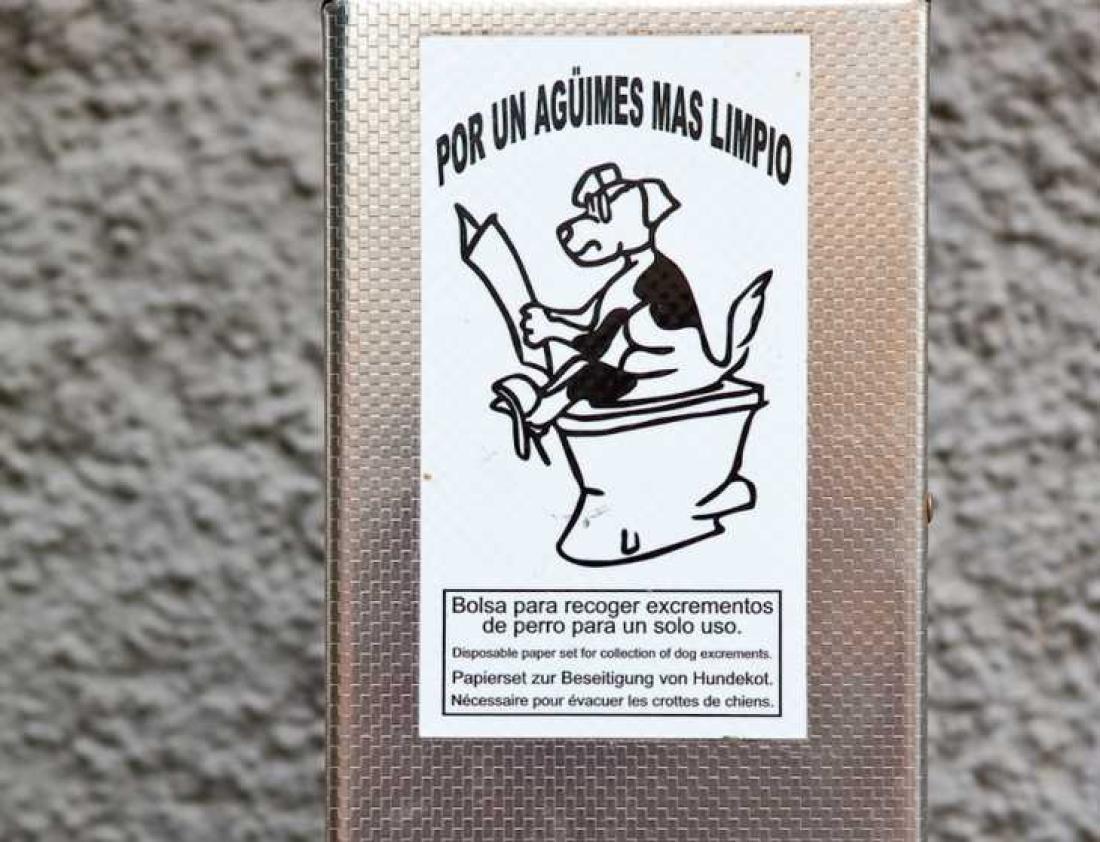 POR UN AGÜIMES MAS LIMPIO
Bolsa para recoger excrementos
de perro para un solo uso.
Disposable paper set for collection of dog excrements.
Papierset zur Beseitigung von Hundekot.
Nécessaire pour évacuer les crottes de chiens.